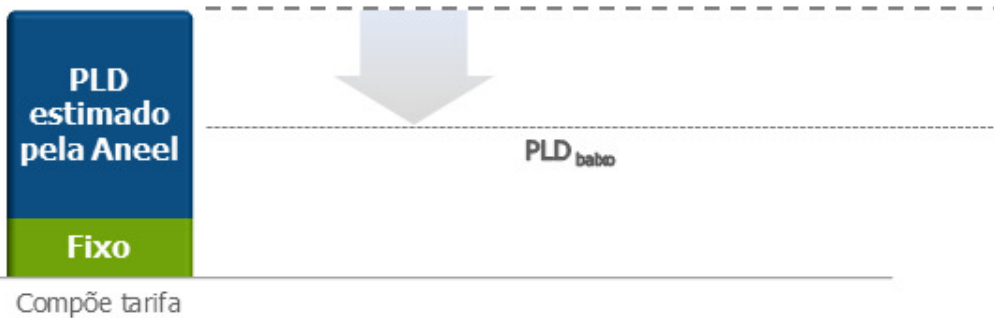 PLD
estimado
pela Aneel
PLD baixo
Fixo
Compõe tarifa